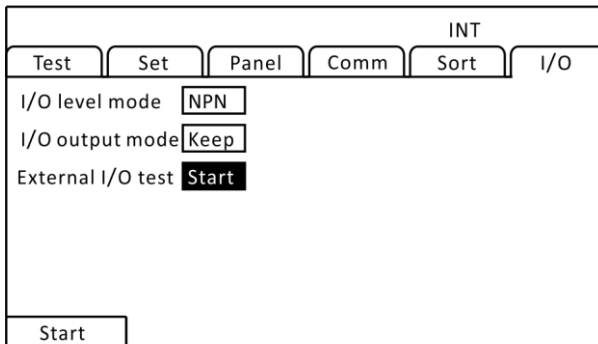 INT
Test Set Panel Comm Sort I/O
I/O level mode NPN
I/O output mode Keep
External I/O test Start
Start